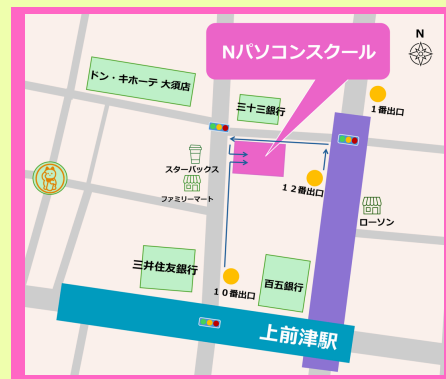 Nパソコンスクール
N
ドン・キホーテ 大須店
三十三銀行
1番出口
スターバックス
ファミリーマート
12番出口
ローソン
三井住友銀行
10番出口
百五銀行
上前津駅